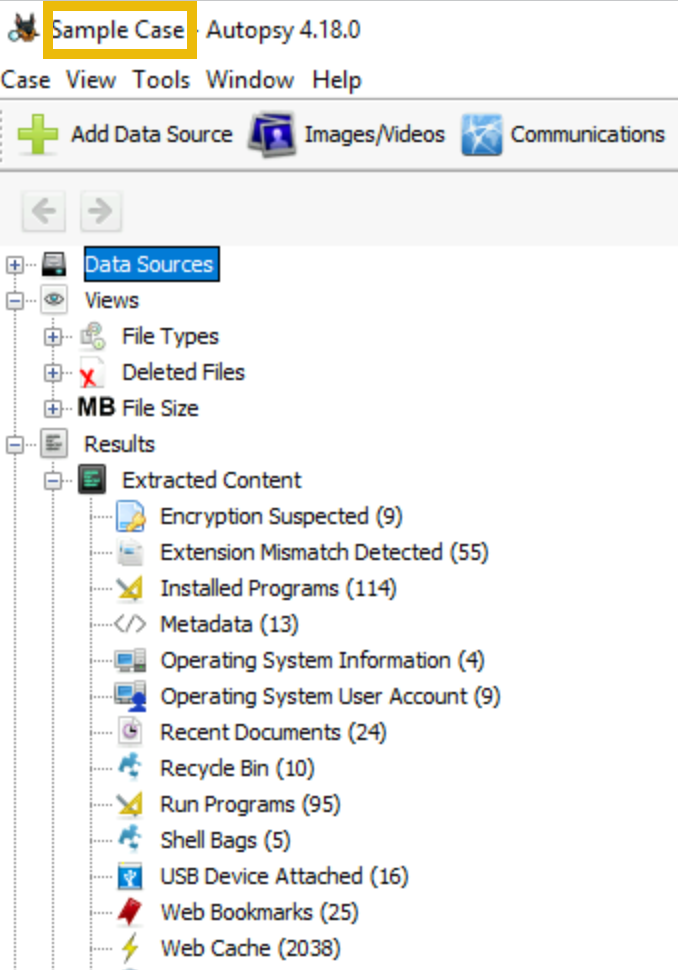 Sample Case - Autopsy 4.18.0
Case View Tools Window Help
Add Data Source Images/Videos Communications
Data Sources
Views
File Types
Deleted Files
MB File Size
Results
Extracted Content
Encryption Suspected (9)
Extension Mismatch Detected (55)
Installed Programs (114)
Metadata (13)
Operating System Information (4)
Operating System User Account (9)
Recent Documents (24)
Recycle Bin (10)
Run Programs (95)
Shell Bags (5)
USB Device Attached (16)
Web Bookmarks (25)
Web Cache (2038)